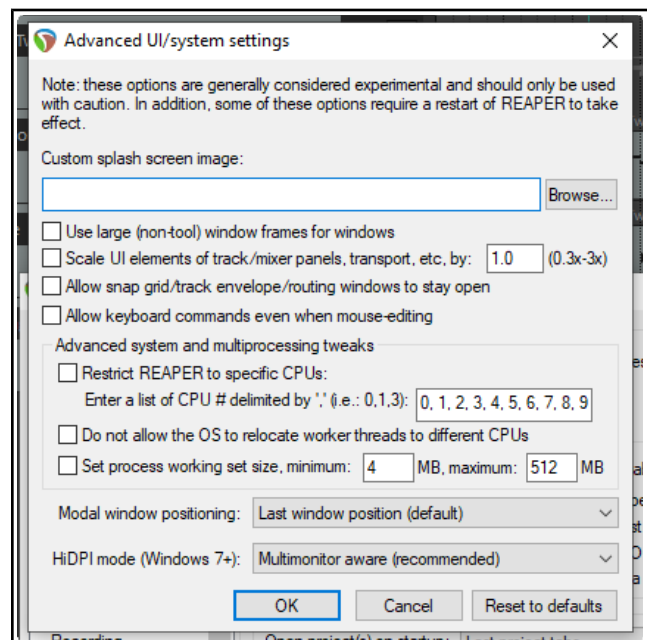 Advanced UI/system settings
Note: these options are generally considered experimental and should only be used
with caution. In addition, some of these options require a restart of REAPER to take
effect.
Custom splash screen image:
Browse...
Use large (non-tool) window frames for windows
Scale UI elements of track/mixer panels, transport, etc, by: 1.0 (0.3x-3x)
Allow snap grid/track envelope/routing windows to stay open
Allow keyboard commands even when mouse-editing
Advanced system and multiprocessing tweaks
Restrict REAPER to specific CPUs:
Enter a list of CPU # delimited by ',' (i.e.: 0,1,3): 0, 1, 2, 3, 4, 5, 6, 7, 8, 9
Do not allow the OS to relocate worker threads to different CPUs
Set process working set size, minimum: 4 MB, maximum: 512 MB
Modal window positioning: Last window position (default)
HiDPI mode (Windows 7+): Multimonitor aware (recommended)
OK Cancel Reset to defaults